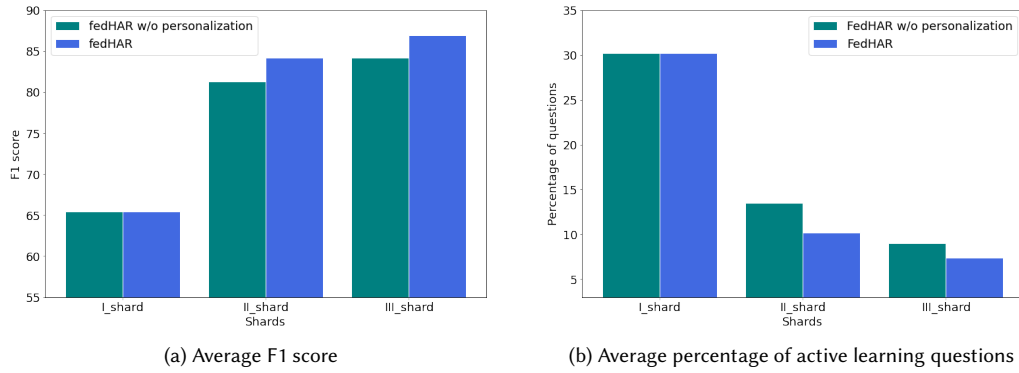 90
85
80
75
70
65
60
55
F1 score
fedHAR w/o personalization
fedHAR
I_shard
II_shard
III_shard
Shards
(a) Average F1 score
35
30
25
20
15
10
5
Percentage of questions
FedHAR w/o personalization
FedHAR
I_shard
II_shard
III_shard
Shards
(b) Average percentage of active learning questions